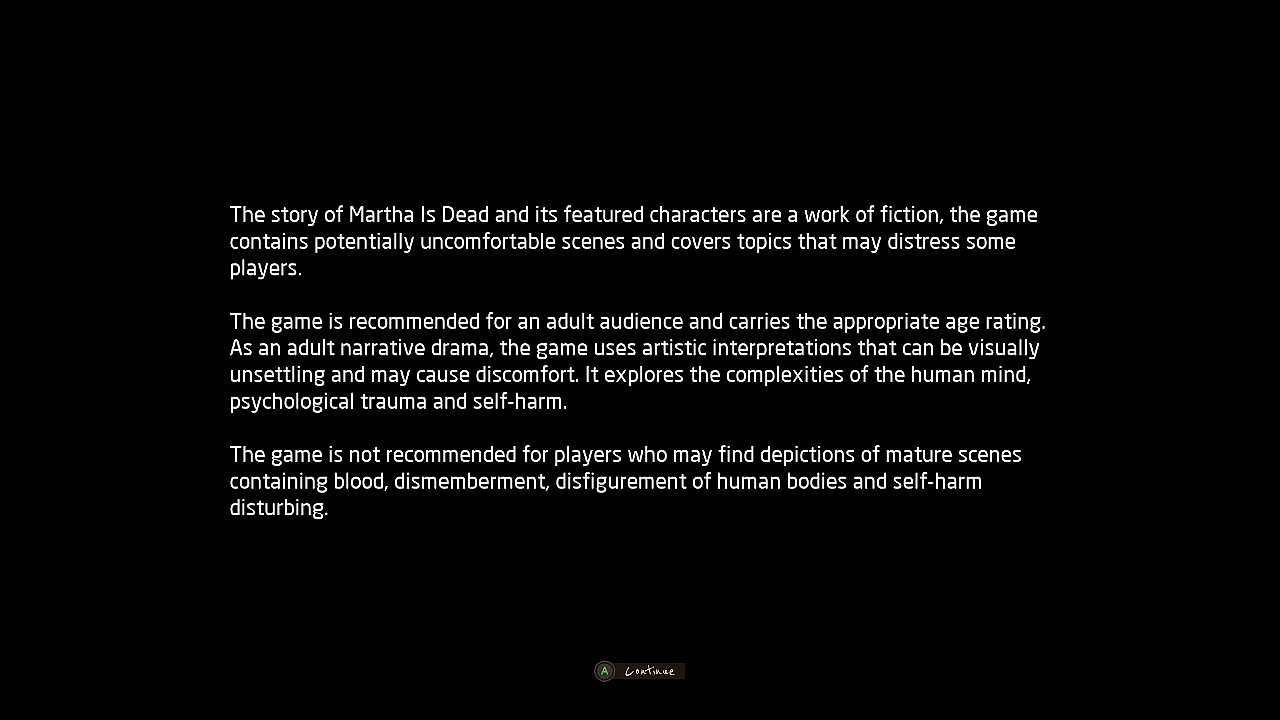 The story of Martha Is Dead and its featured characters are a work of fiction, the game
contains potentially uncomfortable scenes and covers topics that may distress some
players.
The game is recommended for an adult audience and carries the appropriate age rating.
As an adult narrative drama, the game uses artistic interpretations that can be visually
unsettling and may cause discomfort. It explores the complexities of the human mind,
psychological trauma and self-harm.
The game is not recommended for players who may find depictions of mature scenes
containing blood, dismemberment, disfigurement of human bodies and self-harm
disturbing.
A Continue